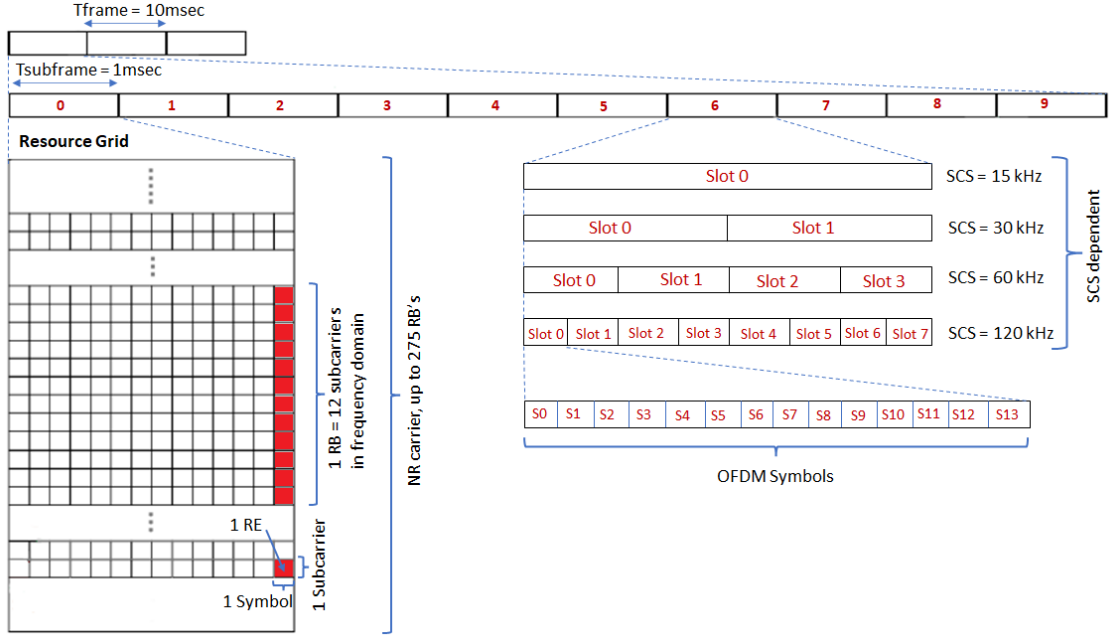 Tframe = 10msec
Tsubframe = 1msec
0 1 2 3 4 5 6 7 8 9
Resource Grid
1 RB = 12 subcarriers
in frequency domain
NR carrier, up to 275 RB's
1 RE
1 Subcarrier
1 Symbol
Slot 0 SCS = 15 kHz
Slot 0 Slot 1 SCS = 30 kHz
Slot 0 Slot 1 Slot 2 Slot 3 SCS = 60 kHz
Slot 0 Slot 1 Slot 2 Slot 3 Slot 4 Slot 5 Slot 6 Slot 7 SCS = 120 kHz
SCS dependent
S0 S1 S2 S3 S4 S5 S6 S7 S8 S9 S10 S11 S12 S13
OFDM Symbols